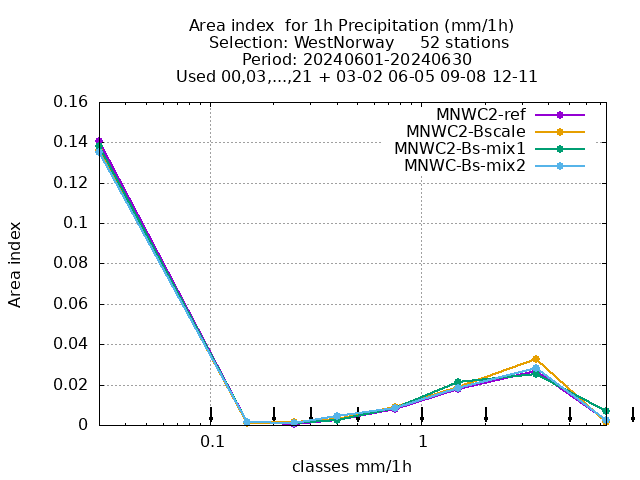 Area index  for 1h Precipitation (mm/1h)
Selection: WestNorway     52 stations
Period: 20240601-20240630
Used 00,03,...,21 + 03-02 06-05 09-08 12-11
MNWC2-ref
MNWC2-Bscale
MNWC2-Bs-mix1
MNWC-Bs-mix2
0.16
0.14
0.12
0.1
0.08
0.06
0.04
0.02
0
Area index
0.1
1
classes mm/1h